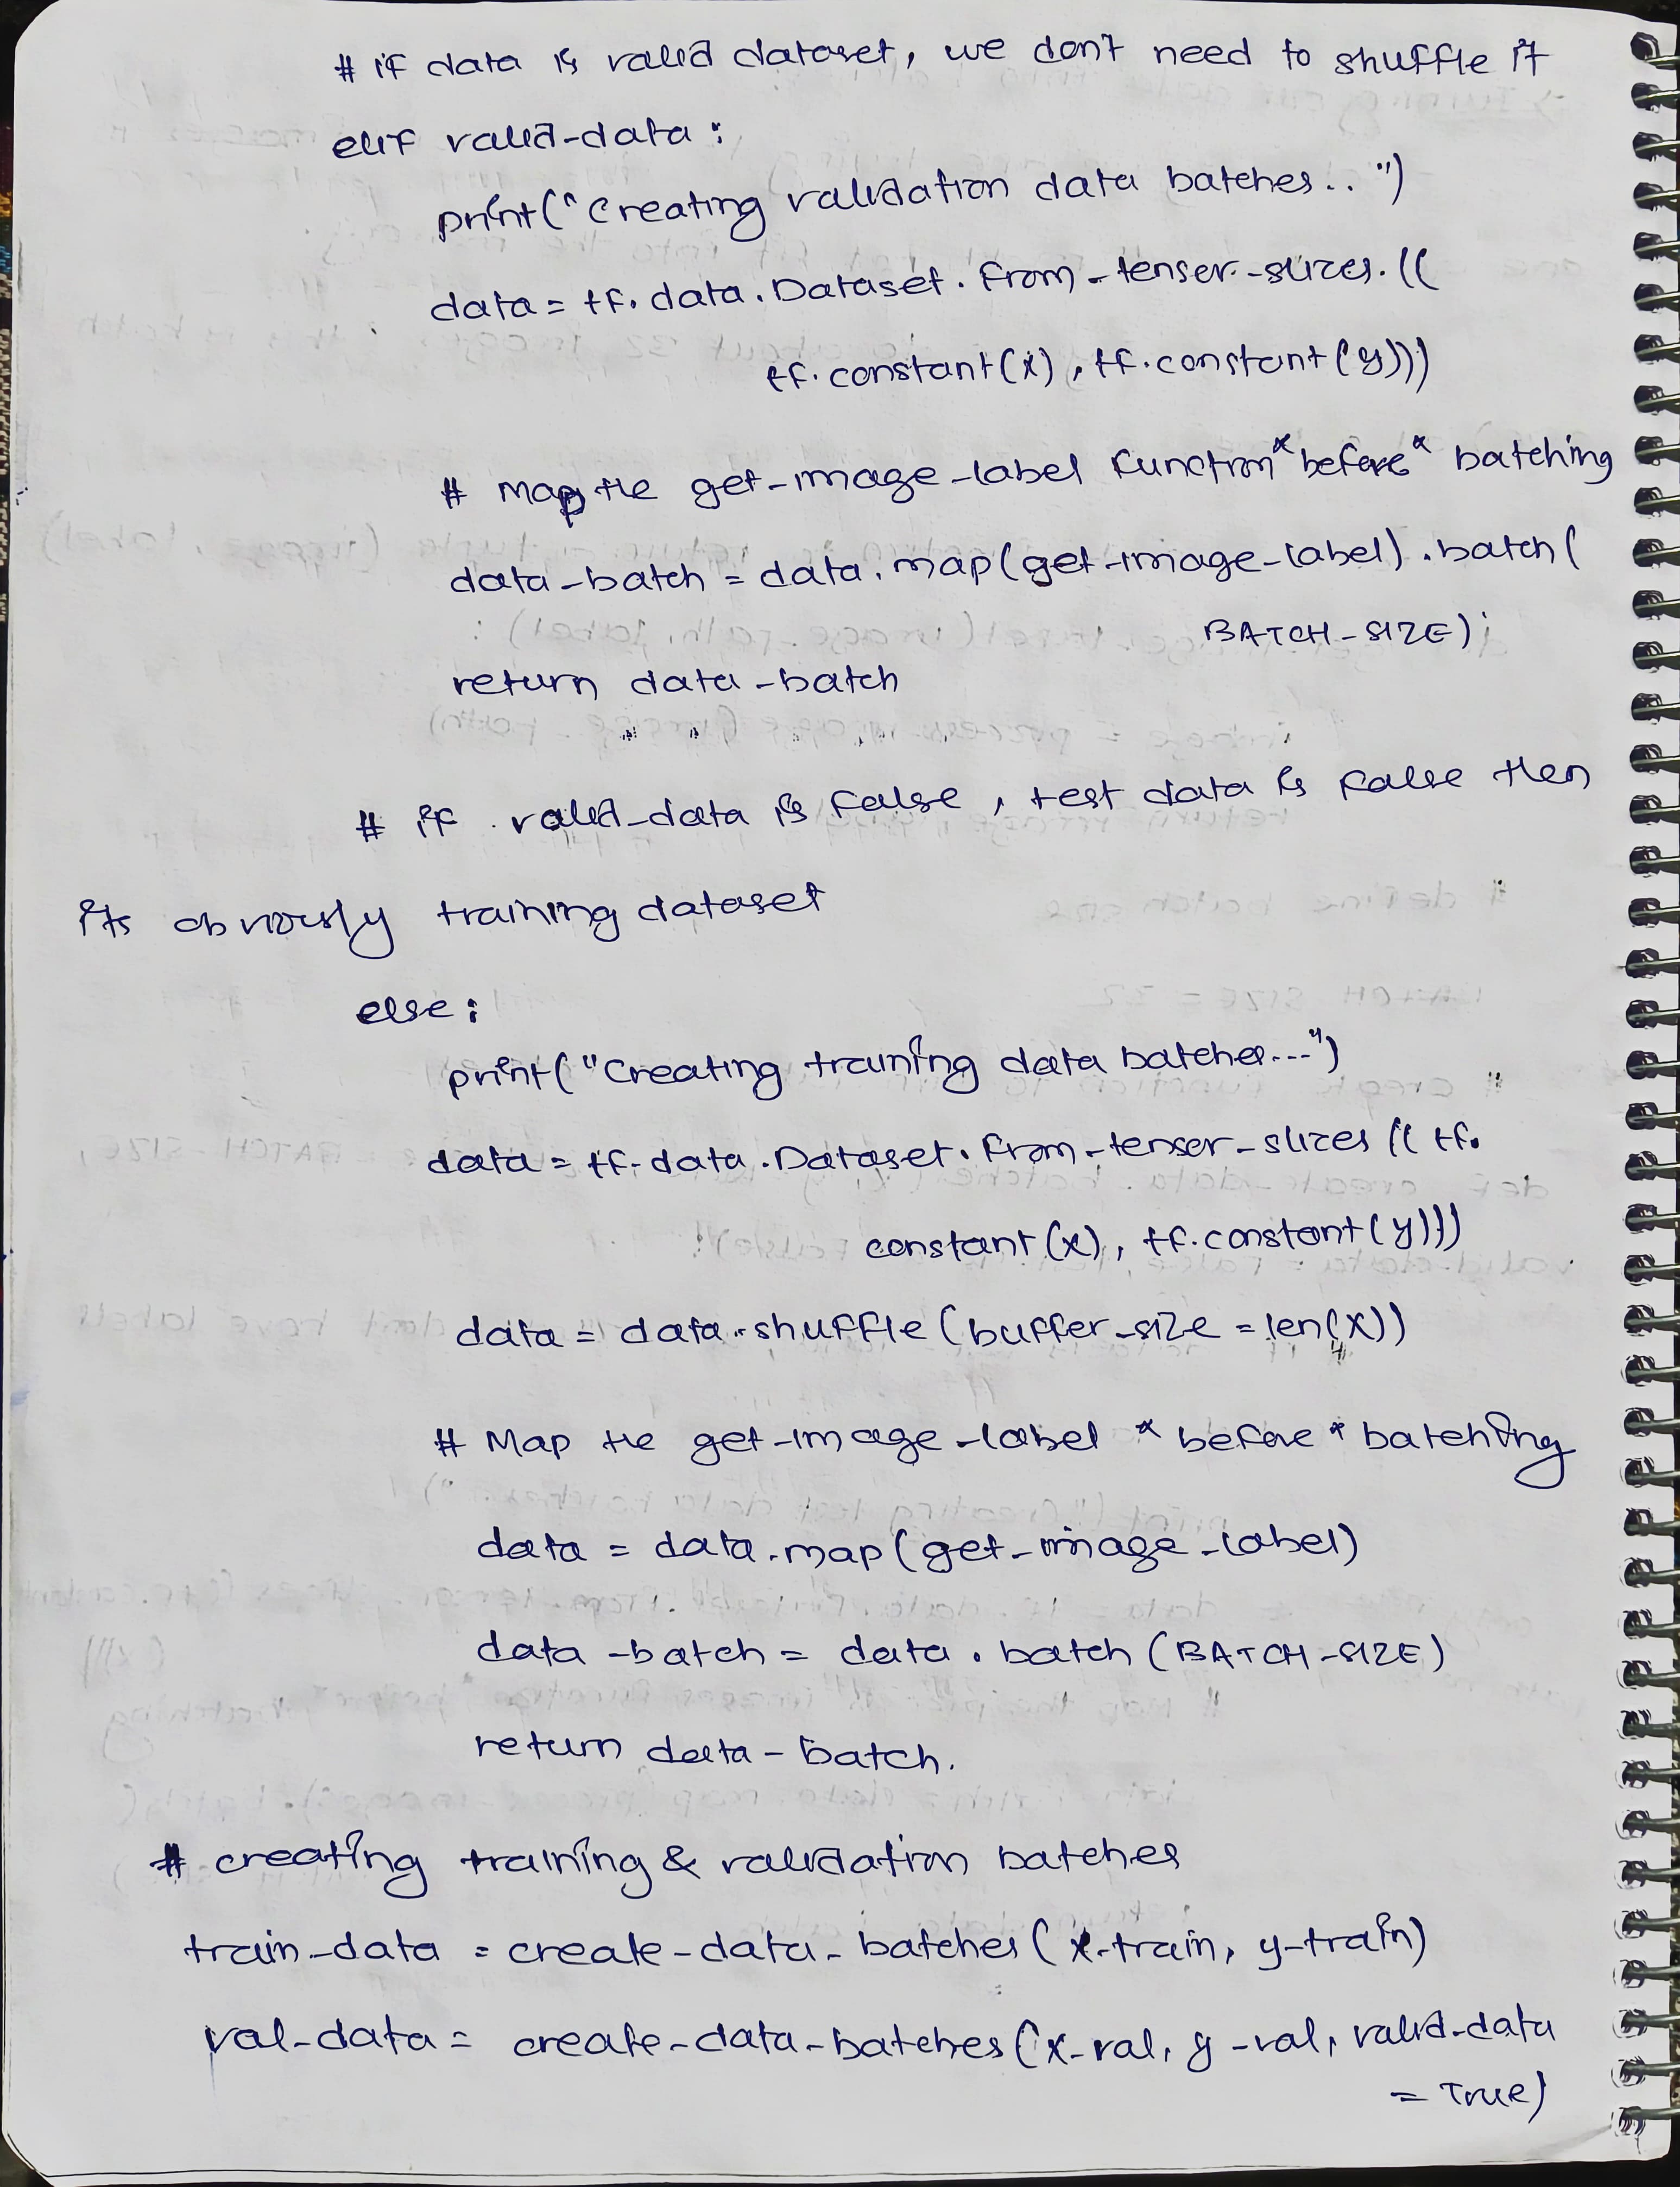 # if data is valid dataset, we don't need to shuffle it
elif valid-data:
print("Creating validation data batches.. ")
data = tf. data. Dataset. from-tenser-slizes. ((
tf. constant(x), tf. constant(y)))
# Map the get-image-label function *before* batching
data-batch = data. map(get-image-label). batch(
BATCH-SIZE);
return data-batch
# if valid-data is false, test data is false then
its obviously training dataset
else:
print("Creating training data batches...")
data = tf. data. Dataset. from-tenser-slizes ((tf.
constant (x), tf. constant(y)))
data = data. shuffle (buffer-size = len(x))
# Map the get-image-label *before* batching
data = data. map(get-image-label)
data-batch = data. batch (BATCH-SIZE)
return data-batch.
# creating training & validation batches
train-data = create-data-batches (x-train, y-train)
val-data = create-data-batches (x-val, y-val, valid-data
= True)